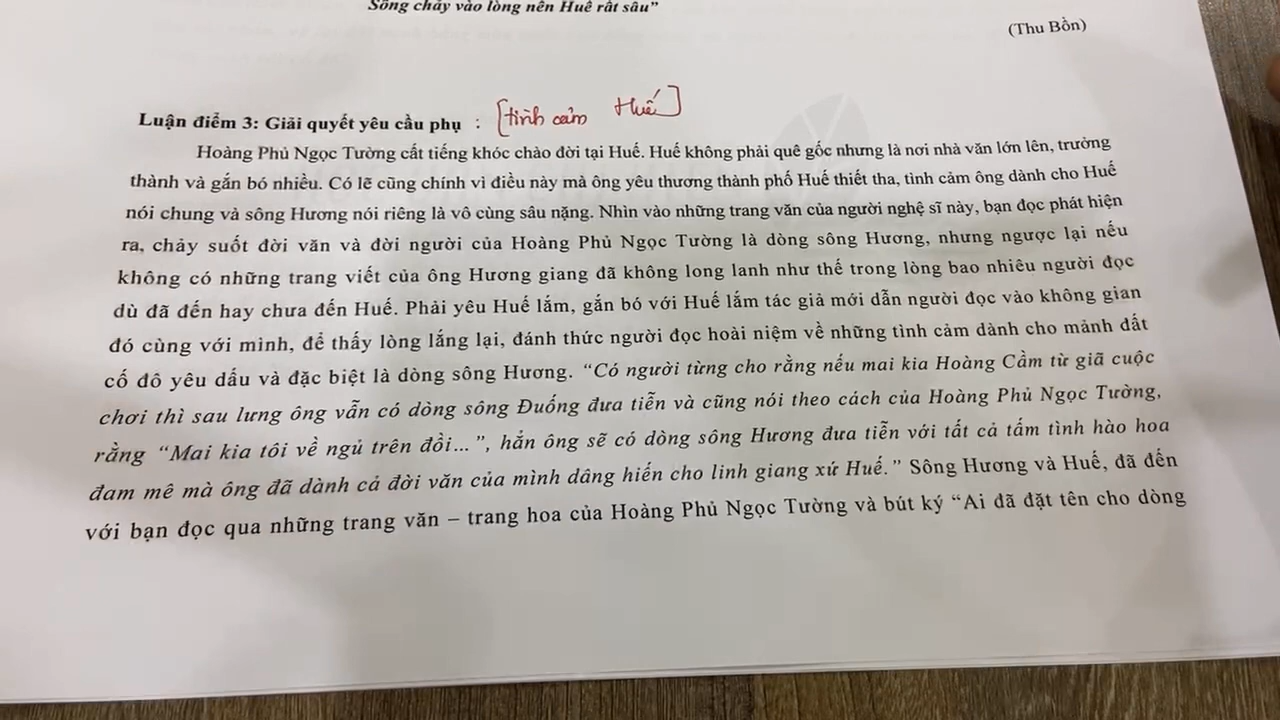 Sông chảy vào lòng nên Huế rất sâu”
(Thu Bồn)
Luận điểm 3: Giải quyết yêu cầu phụ : [tình cảm Huế]
Hoàng Phủ Ngọc Tường cất tiếng khóc chào đời tại Huế. Huế không phải quê gốc nhưng là nơi nhà văn lớn lên, trưởng
thành và gắn bó nhiều. Có lẽ cũng chính vì điều này mà ông yêu thương thành phố Huế thiết tha, tình cảm ông dành cho Huế
nói chung và sông Hương nói riêng là vô cùng sâu nặng. Nhìn vào những trang văn của người nghệ sĩ này, bạn đọc phát hiện
ra, chảy suốt đời văn và đời người của Hoàng Phủ Ngọc Tường là dòng sông Hương, nhưng ngược lại nếu
không có những trang viết của ông Hương giang đã không long lanh như thế trong lòng bao nhiêu người đọc
dù đã đến hay chưa đến Huế. Phải yêu Huế lắm, gắn bó với Huế lắm tác giả mới dẫn người đọc vào không gian
đó cùng với mình, để thấy lòng lắng lại, đánh thức người đọc hoài niệm về những tình cảm dành cho mảnh đất
cố đô yêu dấu và đặc biệt là dòng sông Hương. “Có người từng cho rằng nếu mai kia Hoàng Cầm từ giã cuộc
chơi thì sau lưng ông vẫn có dòng sông Đuống đưa tiễn và cũng nói theo cách của Hoàng Phủ Ngọc Tường,
rằng “Mai kia tôi về ngủ trên đồi...”, hẳn ông sẽ có dòng sông Hương đưa tiễn với tất cả tấm tình hào hoa
đam mê mà ông đã dành cả đời văn của mình dâng hiến cho linh giang xứ Huế.” Sông Hương và Huế, đã đến
với bạn đọc qua những trang văn – trang hoa của Hoàng Phủ Ngọc Tường và bút ký “Ai đã đặt tên cho dòng